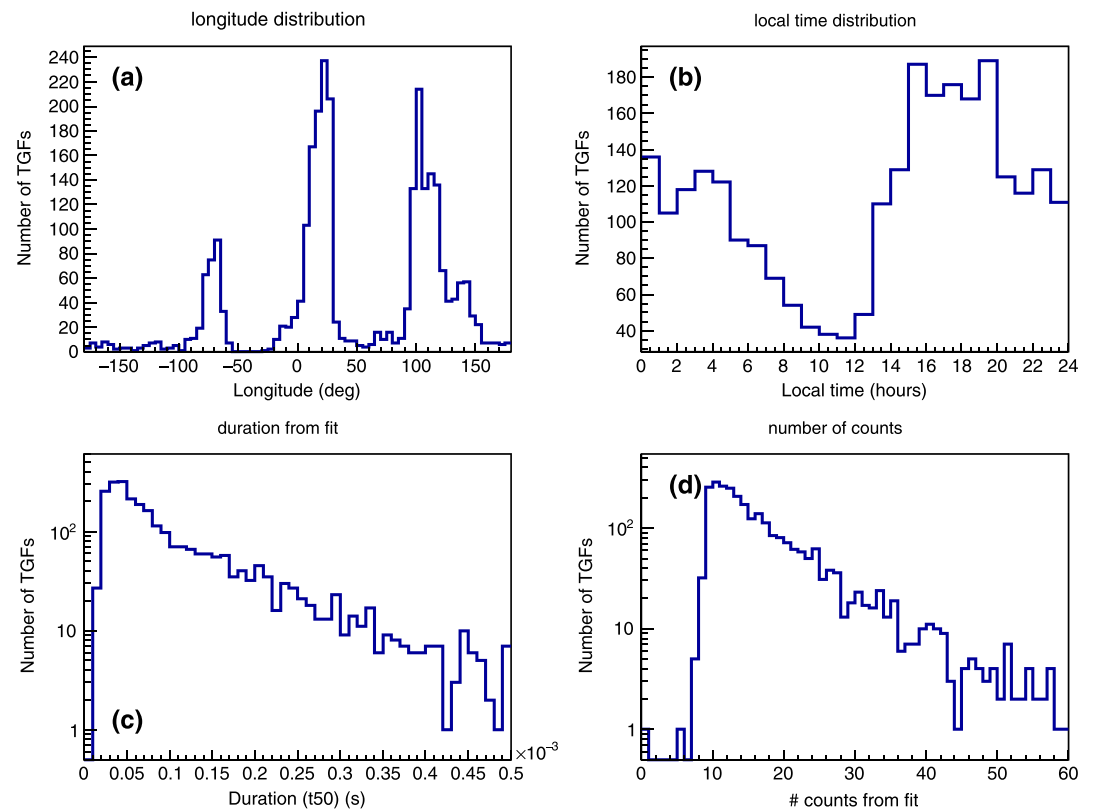 longitude distribution
local time distribution
(a)
Number of TGFs
240
220
200
180
160
140
120
100
80
60
40
20
0
−150 −100 −50 0 50 100 150
Longitude (deg)
(b)
Number of TGFs
180
160
140
120
100
80
60
40
0 2 4 6 8 10 12 14 16 18 20 22 24
Local time (hours)
duration from fit
number of counts
(c)
Number of TGFs
10²
10
1
0 0.05 0.1 0.15 0.2 0.25 0.3 0.35 0.4 0.45 0.5
×10⁻³
Duration (t50) (s)
(d)
Number of TGFs
10²
10
1
0 10 20 30 40 50 60
# counts from fit